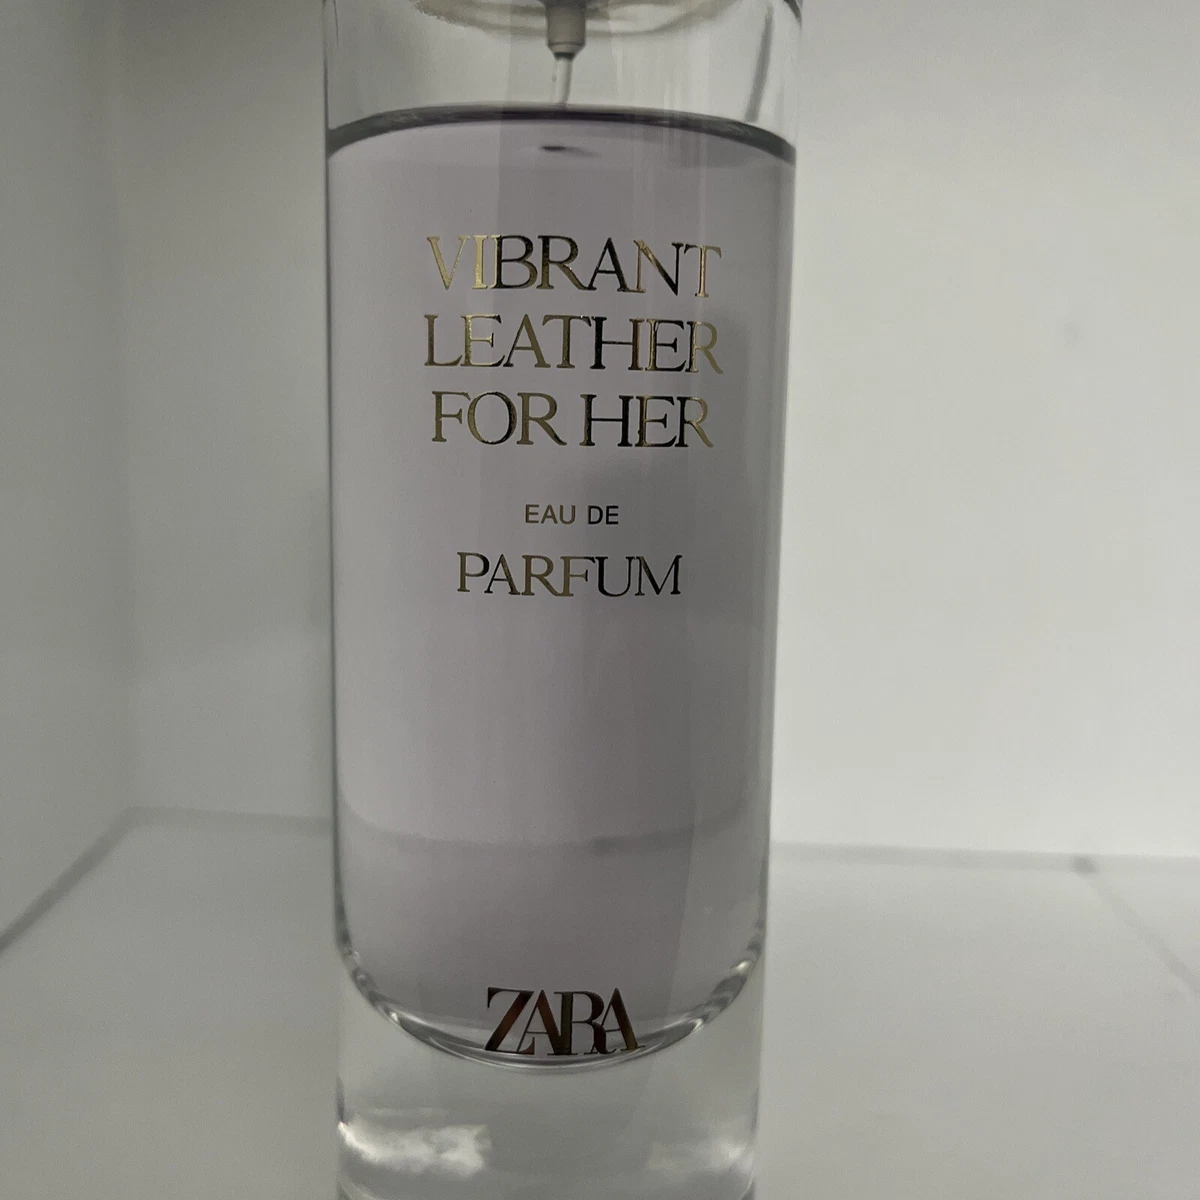 VIBRANT
LEATHER
FOR HER
EAU DE
PARFUM
ZARA